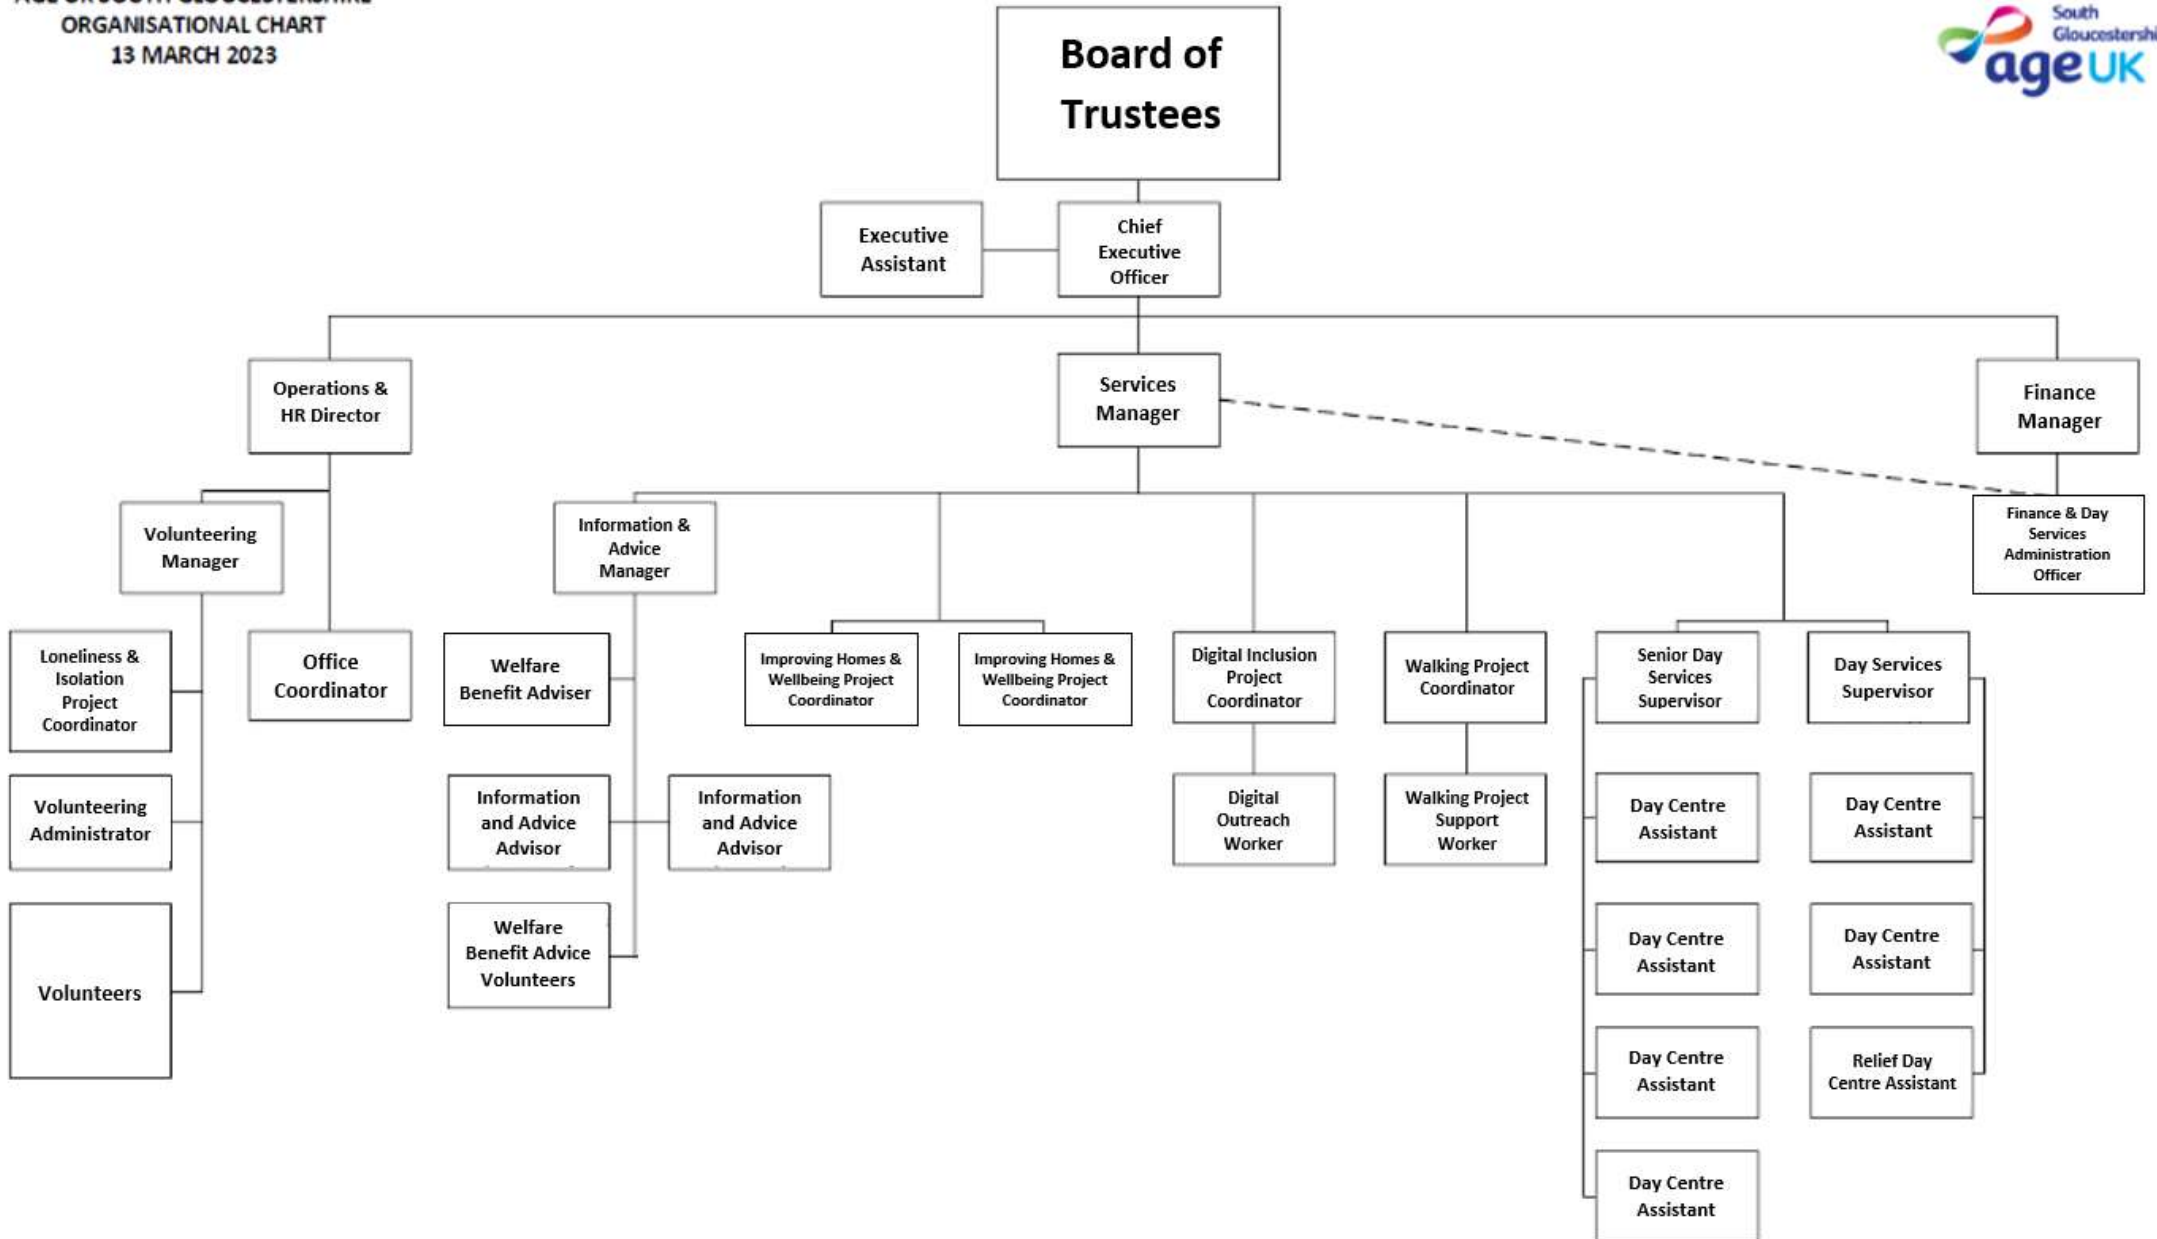 AGE UK SOUTH GLOUCESTERSHIRE
ORGANISATIONAL CHART
13 MARCH 2023
South
Gloucestershi
ageUK
Board of
Trustees
Executive
Assistant
Chief
Executive
Officer
Operations &
HR Director
Services
Manager
Finance
Manager
Volunteering
Manager
Information &
Advice
Manager
Finance & Day
Services
Administration
Officer
Loneliness &
Isolation
Project
Coordinator
Office
Coordinator
Welfare
Benefit Adviser
Improving Homes &
Wellbeing Project
Coordinator
Improving Homes &
Wellbeing Project
Coordinator
Digital Inclusion
Project
Coordinator
Walking Project
Coordinator
Senior Day
Services
Supervisor
Day Services
Supervisor
Volunteering
Administrator
Information
and Advice
Advisor
Information
and Advice
Advisor
Digital
Outreach
Worker
Walking Project
Support
Worker
Day Centre
Assistant
Day Centre
Assistant
Volunteers
Welfare
Benefit Advice
Volunteers
Day Centre
Assistant
Day Centre
Assistant
Day Centre
Assistant
Relief Day
Centre Assistant
Day Centre
Assistant